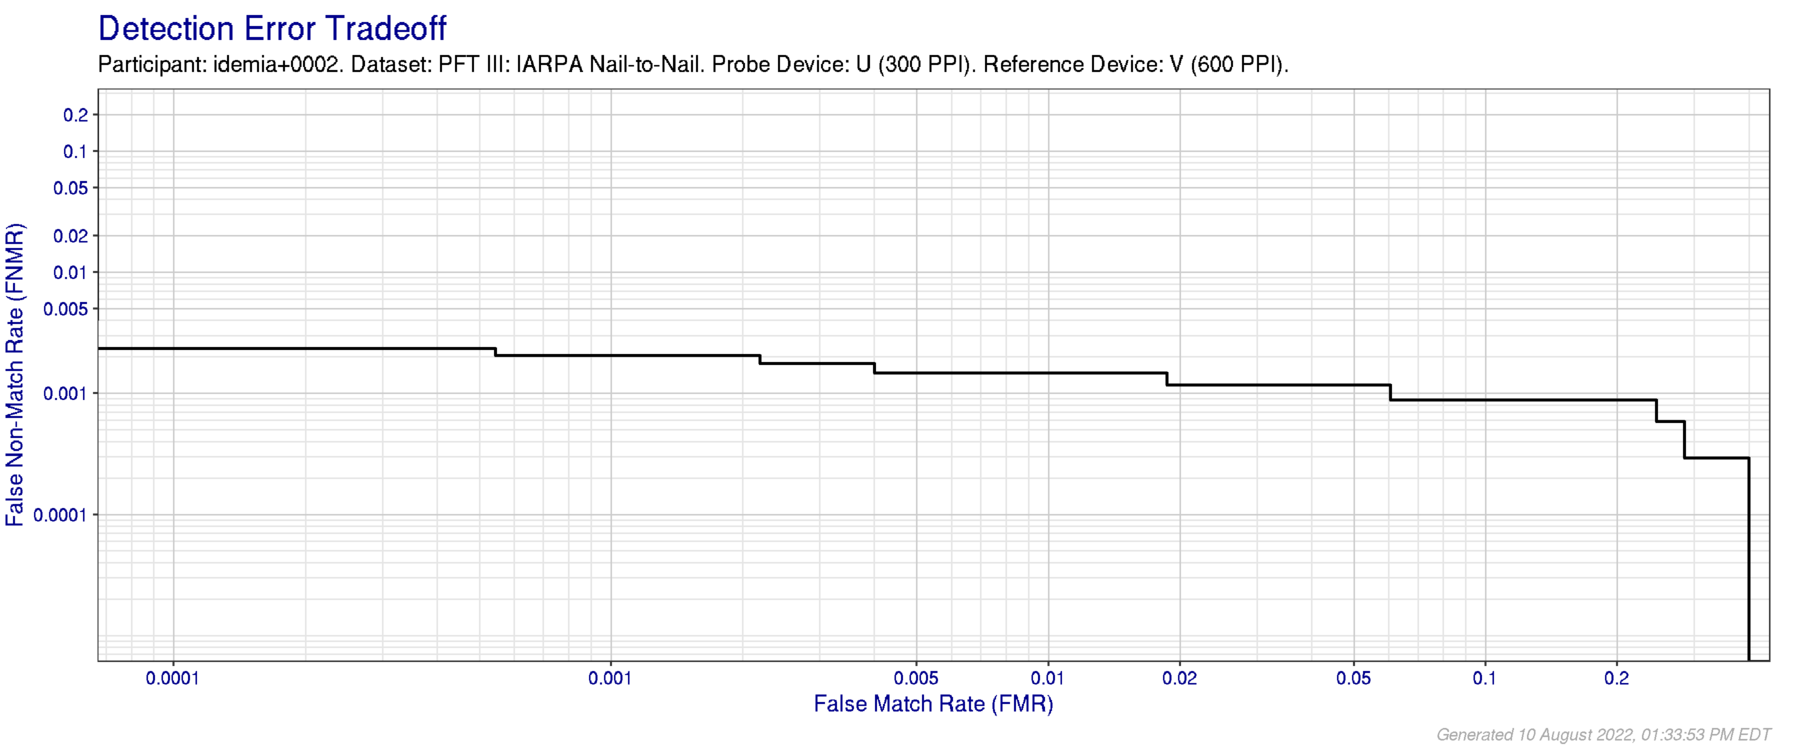 Detection Error Tradeoff
Participant: idemia+0002. Dataset: PFT III: IARPA Nail-to-Nail. Probe Device: U (300 PPI). Reference Device: V (600 PPI).
False Non-Match Rate (FNMR)
0.2
0.1
0.05
0.02
0.01
0.005
0.001
0.0001
0.0001 0.001 0.005 0.01 0.02 0.05 0.1 0.2
False Match Rate (FMR)
Generated 10 August 2022, 01:33:53 PM EDT